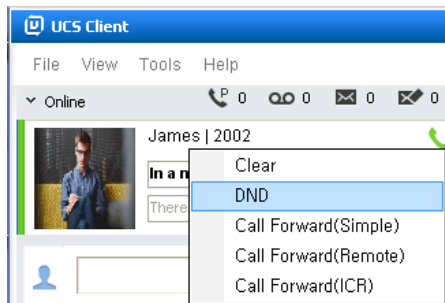 UCS Client
File View Tools Help
Online 0 0 0 0
James | 2002
In a
There
Clear
DND
Call Forward(Simple)
Call Forward(Remote)
Call Forward(ICR)